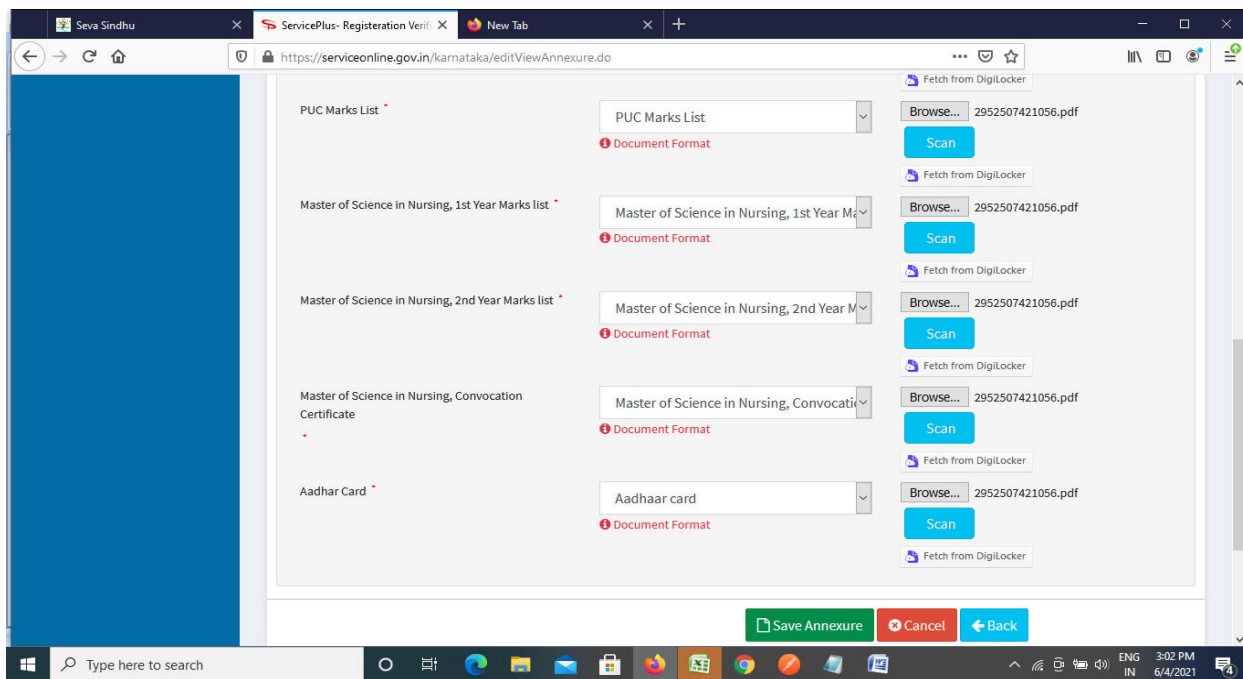 Seva Sindhu
ServicePlus- Registeration Verifi
New Tab
https://serviceonline.gov.in/karnataka/editViewAnnexure.do
Fetch from DigiLocker
PUC Marks List *
PUC Marks List
Browse... 2952507421056.pdf
Document Format
Scan
Fetch from DigiLocker
Master of Science in Nursing, 1st Year Marks list *
Master of Science in Nursing, 1st Year Ma
Browse... 2952507421056.pdf
Document Format
Scan
Fetch from DigiLocker
Master of Science in Nursing, 2nd Year Marks list *
Master of Science in Nursing, 2nd Year M
Browse... 2952507421056.pdf
Document Format
Scan
Fetch from DigiLocker
Master of Science in Nursing, Convocation
Certificate
*
Master of Science in Nursing, Convocati
Browse... 2952507421056.pdf
Document Format
Scan
Fetch from DigiLocker
Aadhar Card *
Aadhaar card
Browse... 2952507421056.pdf
Document Format
Scan
Fetch from DigiLocker
Save Annexure
Cancel
Back
Type here to search
ENG
IN
3:02 PM
6/4/2021
4